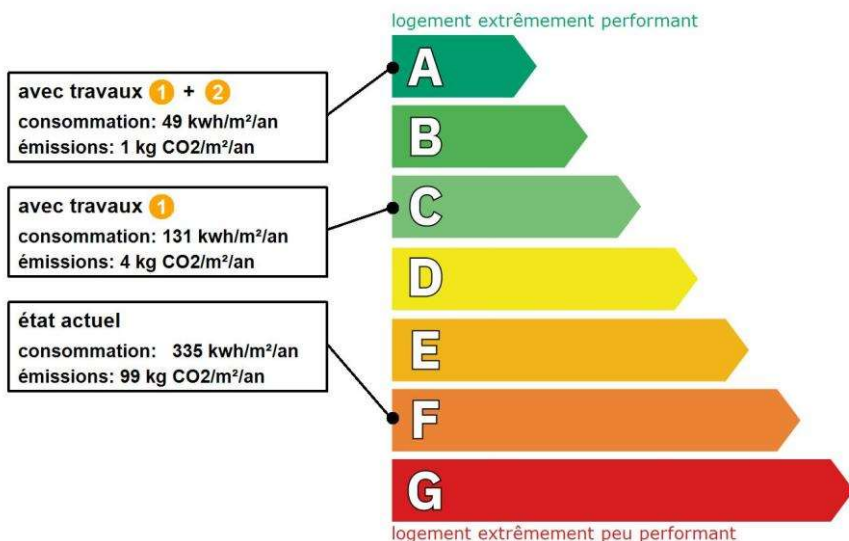 logement extrêmement performant
A
avec travaux 1 + 2
consommation: 49 kwh/m²/an
émissions: 1 kg CO2/m²/an
B
avec travaux 1
consommation: 131 kwh/m²/an
émissions: 4 kg CO2/m²/an
C
D
état actuel
consommation: 335 kwh/m²/an
émissions: 99 kg CO2/m²/an
E
F
G
logement extrêmement peu performant